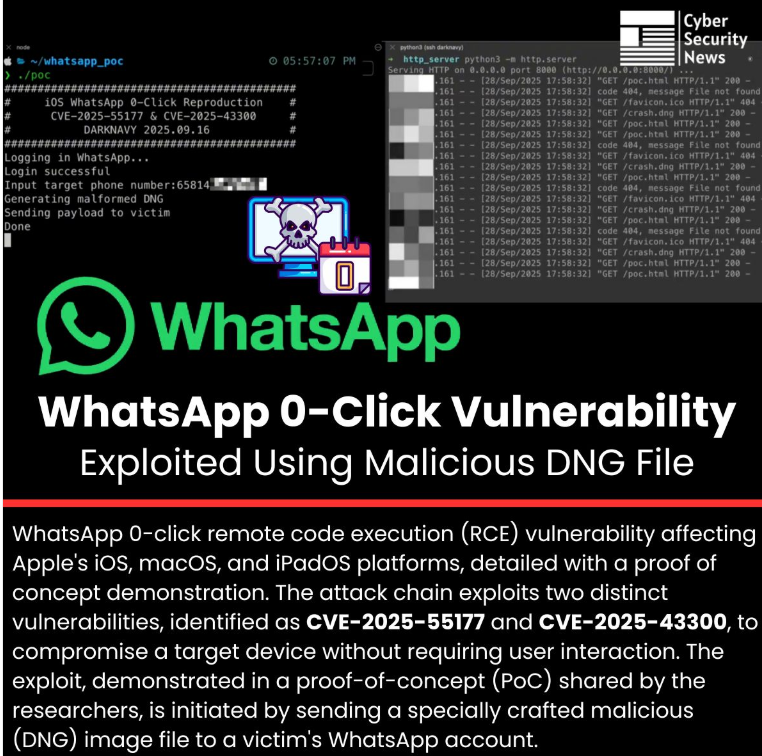 Cyber
Security
News
node
~/whatsapp_poc
05:57:07 PM
❯ ./poc
############################################
# iOS WhatsApp 0-Click Reproduction #
# CVE-2025-55177 & CVE-2025-43300 #
# DARKNAVY 2025.09.16 #
############################################
Logging in WhatsApp...
Login successful
Input target phone number:65814
Generating malformed DNG
Sending payload to victim
Done
python3 (ssh darknavy)
http_server python3 -m http.server
Serving HTTP on 0.0.0.0 port 8000 (http://0.0.0.0:8000/) ...
.161 - - [28/Sep/2025 17:58:32] "GET /poc.html HTTP/1.1" 200 -
.161 - - [28/Sep/2025 17:58:32] code 404, message File not found
.161 - - [28/Sep/2025 17:58:32] "GET /favicon.ico HTTP/1.1" 404
.161 - - [28/Sep/2025 17:58:32] "GET /crash.dng HTTP/1.1" 200 -
.161 - - [28/Sep/2025 17:58:32] "GET /poc.html HTTP/1.1" 200 -
.161 - - [28/Sep/2025 17:58:32] code 404, message File not found
.161 - - [28/Sep/2025 17:58:32] "GET /favicon.ico HTTP/1.1" 404
.161 - - [28/Sep/2025 17:58:32] "GET /crash.dng HTTP/1.1" 200 -
.161 - - [28/Sep/2025 17:58:32] "GET /poc.html HTTP/1.1" 200 -
.161 - - [28/Sep/2025 17:58:32] code 404, message File not found
.161 - - [28/Sep/2025 17:58:32] "GET /favicon.ico HTTP/1.1" 404
.161 - - [28/Sep/2025 17:58:32] "GET /crash.dng HTTP/1.1" 200 -
.161 - - [28/Sep/2025 17:58:32] "GET /poc.html HTTP/1.1" 200 -
.161 - - [28/Sep/2025 17:58:32] code 404, message File not found
.161 - - [28/Sep/2025 17:58:32] "GET /favicon.ico HTTP/1.1" 404
.161 - - [28/Sep/2025 17:58:32] "GET /crash.dng HTTP/1.1" 200 -
.161 - - [28/Sep/2025 17:58:32] "GET /poc.html HTTP/1.1" 200 -
0
WhatsApp
WhatsApp 0-Click Vulnerability
Exploited Using Malicious DNG File
WhatsApp 0-click remote code execution (RCE) vulnerability affecting
Apple's iOS, macOS, and iPadOS platforms, detailed with a proof of
concept demonstration. The attack chain exploits two distinct
vulnerabilities, identified as CVE-2025-55177 and CVE-2025-43300, to
compromise a target device without requiring user interaction. The
exploit, demonstrated in a proof-of-concept (PoC) shared by the
researchers, is initiated by sending a specially crafted malicious
(DNG) image file to a victim's WhatsApp account.